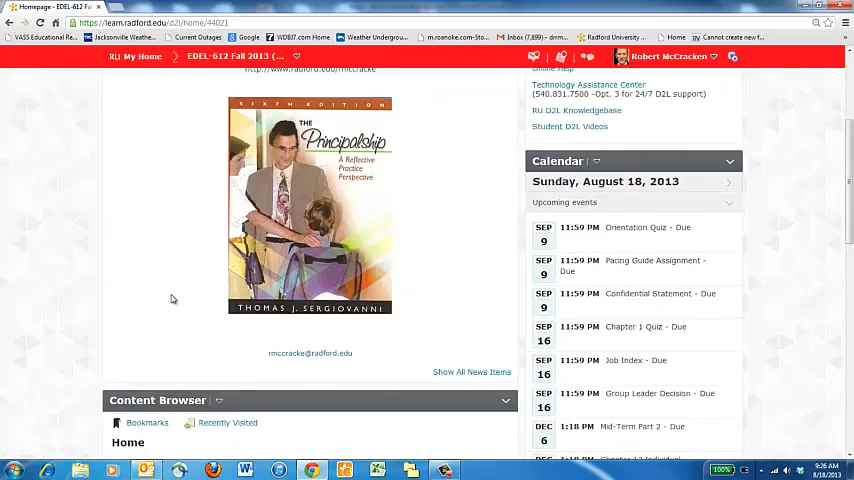 Homepage - EDEL-612 Fall
https://learn.radford.edu/d2l/home/44021
VASS Educational Re...
Jacksonville Weathe...
Current Outages
Google
WDBJ7.com Home
Weather Undergrou...
m.roanoke.com-Sto...
Inbox (7,899) - drrm...
Radford University ...
Home
Cannot create new f...
RU My Home
EDEL-612 Fall 2013 (...
Robert McCracken
http://www.radford.edu/rmccracke
SIXTH EDITION
THE
Principalship
A Reflective
Practice
Perspective
THOMAS J. SERGIOVANNI
rmccracke@radford.edu
Show All News Items
Content Browser
Bookmarks
Recently Visited
Home
Online Help
Technology Assistance Center
(540.831.7500 -Opt. 3 for 24/7 D2L support)
RU D2L Knowledgebase
Student D2L Videos
Calendar
Sunday, August 18, 2013
Upcoming events
SEP 9 11:59 PM Orientation Quiz - Due
SEP 9 11:59 PM Pacing Guide Assignment - Due
SEP 9 11:59 PM Confidential Statement - Due
SEP 16 11:59 PM Chapter 1 Quiz - Due
SEP 16 11:59 PM Job Index - Due
SEP 16 11:59 PM Group Leader Decision - Due
DEC 6 1:18 PM Mid-Term Part 2 - Due
100%
9:26 AM
8/18/2013